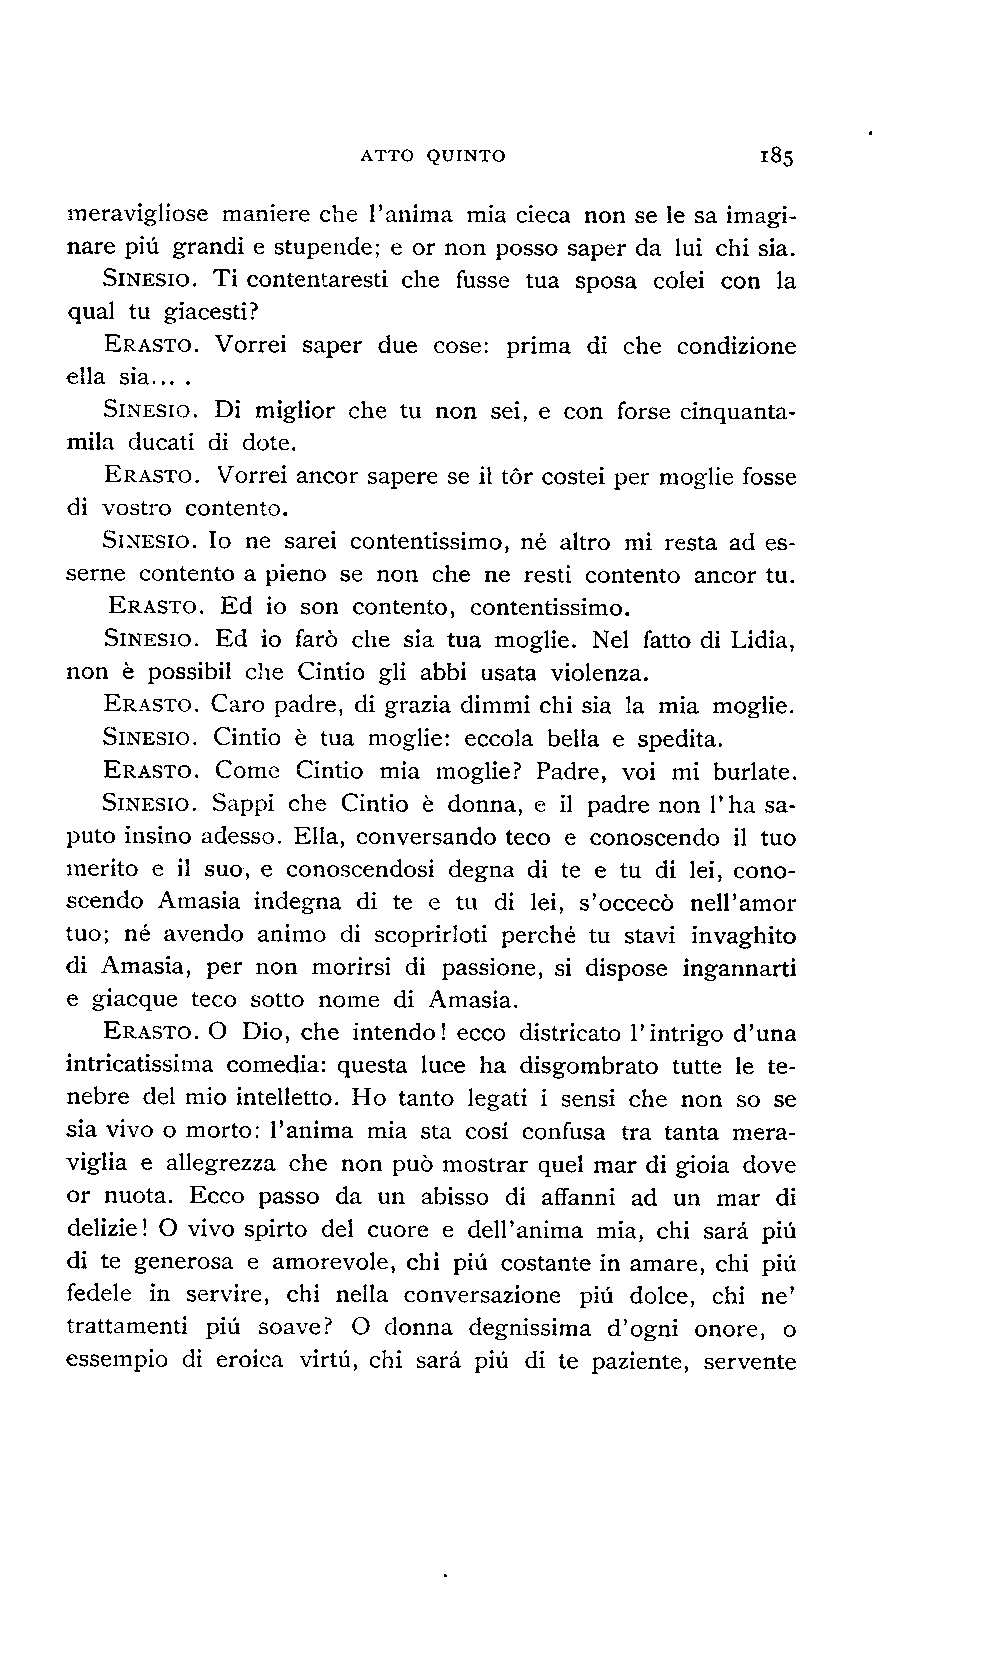 ATTO QUINTO 185
meravigliose maniere che l'anima mia cieca non se le sa imagi-
nare piú grandi e stupende; e or non posso saper da lui chi sia.
SINESIO. Ti contentaresti che fusse tua sposa colei con la
qual tu giacesti?
ERASTO. Vorrei saper due cose: prima di che condizione
ella sia... .
SINESIO. Di miglior che tu non sei, e con forse cinquanta-
mila ducati di dote.
ERASTO. Vorrei ancor sapere se il tôr costei per moglie fosse
di vostro contento.
SINESIO. Io ne sarei contentissimo, né altro mi resta ad es-
serne contento a pieno se non che ne resti contento ancor tu.
ERASTO. Ed io son contento, contentissimo.
SINESIO. Ed io farò che sia tua moglie. Nel fatto di Lidia,
non è possibil che Cintio gli abbi usata violenza.
ERASTO. Caro padre, di grazia dimmi chi sia la mia moglie.
SINESIO. Cintio è tua moglie: eccola bella e spedita.
ERASTO. Come Cintio mia moglie? Padre, voi mi burlate.
SINESIO. Sappi che Cintio è donna, e il padre non l'ha sa-
puto insino adesso. Ella, conversando teco e conoscendo il tuo
merito e il suo, e conoscendosi degna di te e tu di lei, cono-
scendo Amasia indegna di te e tu di lei, s'occecò nell'amor
tuo; né avendo animo di scoprirloti perché tu stavi invaghito
di Amasia, per non morirsi di passione, si dispose ingannarti
e giacque teco sotto nome di Amasia.
ERASTO. O Dio, che intendo! ecco districato l'intrigo d'una
intricatissima comedia: questa luce ha disgombrato tutte le te-
nebre del mio intelletto. Ho tanto legati i sensi che non so se
sia vivo o morto: l'anima mia sta cosí confusa tra tanta mera-
viglia e allegrezza che non può mostrar quel mar di gioia dove
or nuota. Ecco passo da un abisso di affanni ad un mar di
delizie! O vivo spirto del cuore e dell'anima mia, chi sará piú
di te generosa e amorevole, chi piú costante in amare, chi piú
fedele in servire, chi nella conversazione piú dolce, chi ne'
trattamenti piú soave? O donna degnissima d'ogni onore, o
essempio di eroica virtú, chi sará piú di te paziente, servente